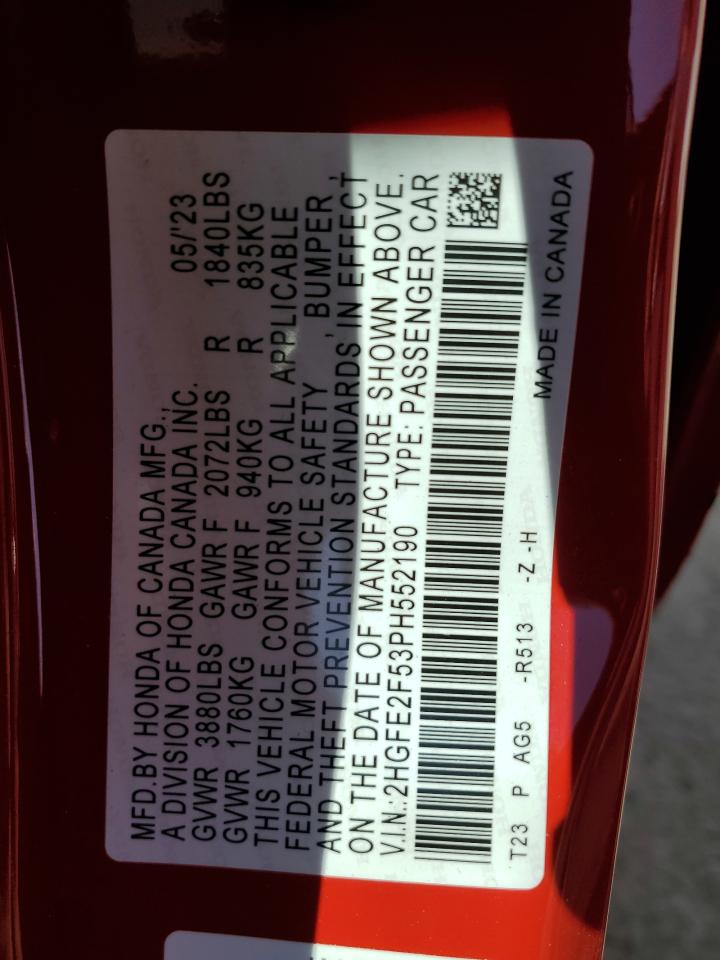 MFD.BY HONDA OF CANADA MFG.,
A DIVISION OF HONDA CANADA INC. 05/'23
GVWR 3880LBS GAWR F 2072LBS R 1840LBS
GVWR 1760KG GAWR F 940KG R 835KG
THIS VEHICLE CONFORMS TO ALL APPLICABLE
FEDERAL MOTOR VEHICLE SAFETY , BUMPER ,
AND THEFT PREVENTION STANDARDS IN EFFECT
ON THE DATE OF MANUFACTURE SHOWN ABOVE.
V.I.N.:2HGFE2F53PH552190 TYPE: PASSENGER CAR
T23 P AG5 -R513 -Z -H MADE IN CANADA